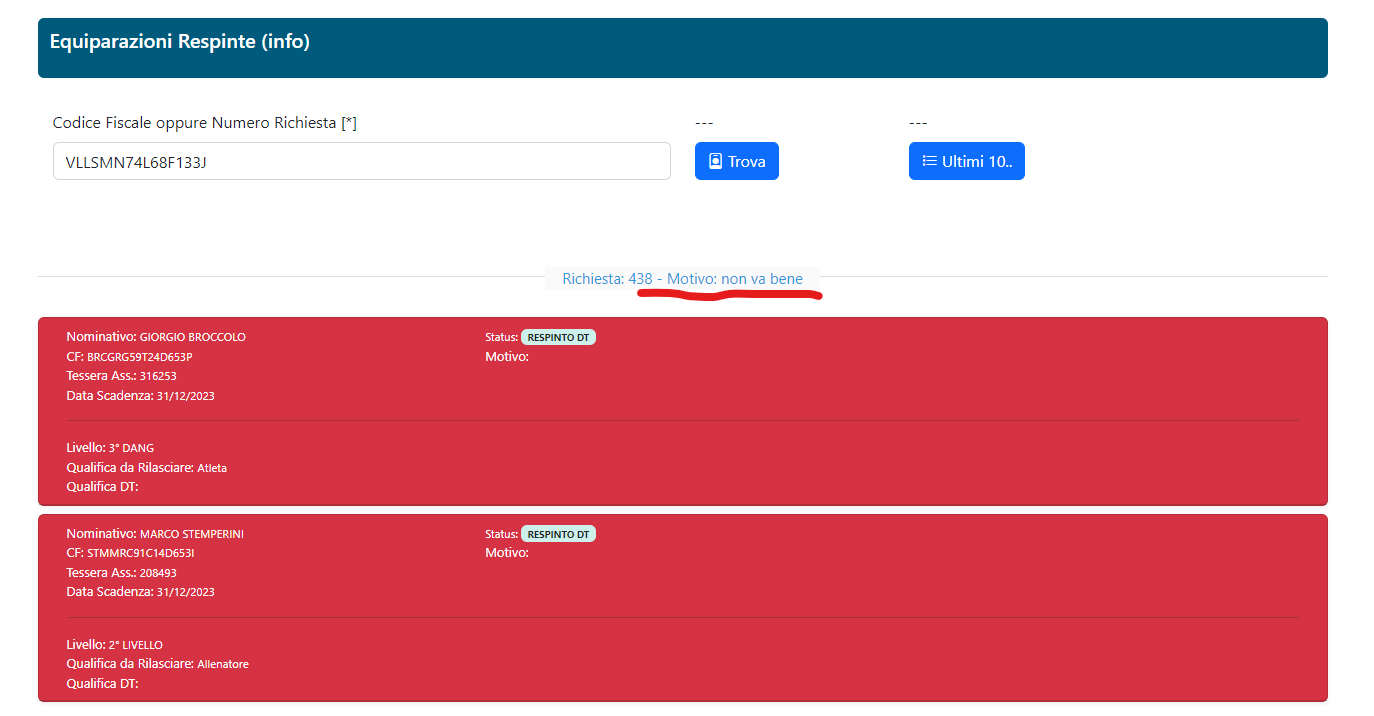 Equiparazioni Respinte (info)
Codice Fiscale oppure Numero Richiesta [*]
---
---
VLLSMN74L68F133J
Trova
Ultimi 10..
Richiesta: 438 - Motivo: non va bene
Nominativo: GIORGIO BROCCOLO
CF: BRCGRG59T24D653P
Tessera Ass.: 316253
Data Scadenza: 31/12/2023
Status: RESPINTO DT
Motivo:
Livello: 3° DANG
Qualifica da Rilasciare: Atleta
Qualifica DT:
Nominativo: MARCO STEMPERINI
CF: STMMRC91C14D653I
Tessera Ass.: 208493
Data Scadenza: 31/12/2023
Status: RESPINTO DT
Motivo:
Livello: 2° LIVELLO
Qualifica da Rilasciare: Allenatore
Qualifica DT: